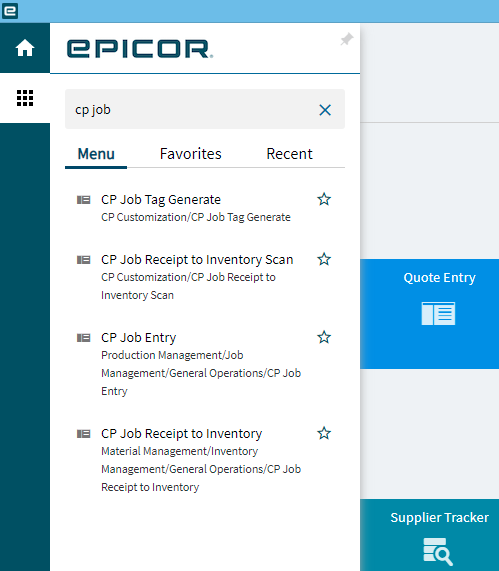 EPICOR
cp job
Menu Favorites Recent
CP Job Tag Generate
CP Customization/CP Job Tag Generate
CP Job Receipt to Inventory Scan
CP Customization/CP Job Receipt to
Inventory Scan
CP Job Entry
Production Management/Job
Management/General Operations/CP Job
Entry
CP Job Receipt to Inventory
Material Management/Inventory
Management/General Operations/CP Job
Receipt to Inventory
Quote Entry
Supplier Tracker